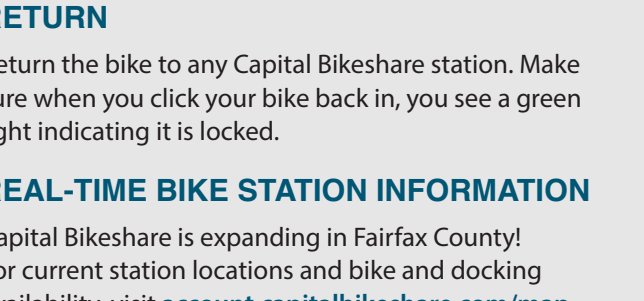 RETURN
eturn the bike to any Capital Bikeshare station. Make
ure when you click your bike back in, you see a green
ght indicating it is locked.
REAL-TIME BIKE STATION INFORMATION
apital Bikeshare is expanding in Fairfax County!
or current station locations and bike and docking
vailability, visit account.capitalbikeshare.com/map